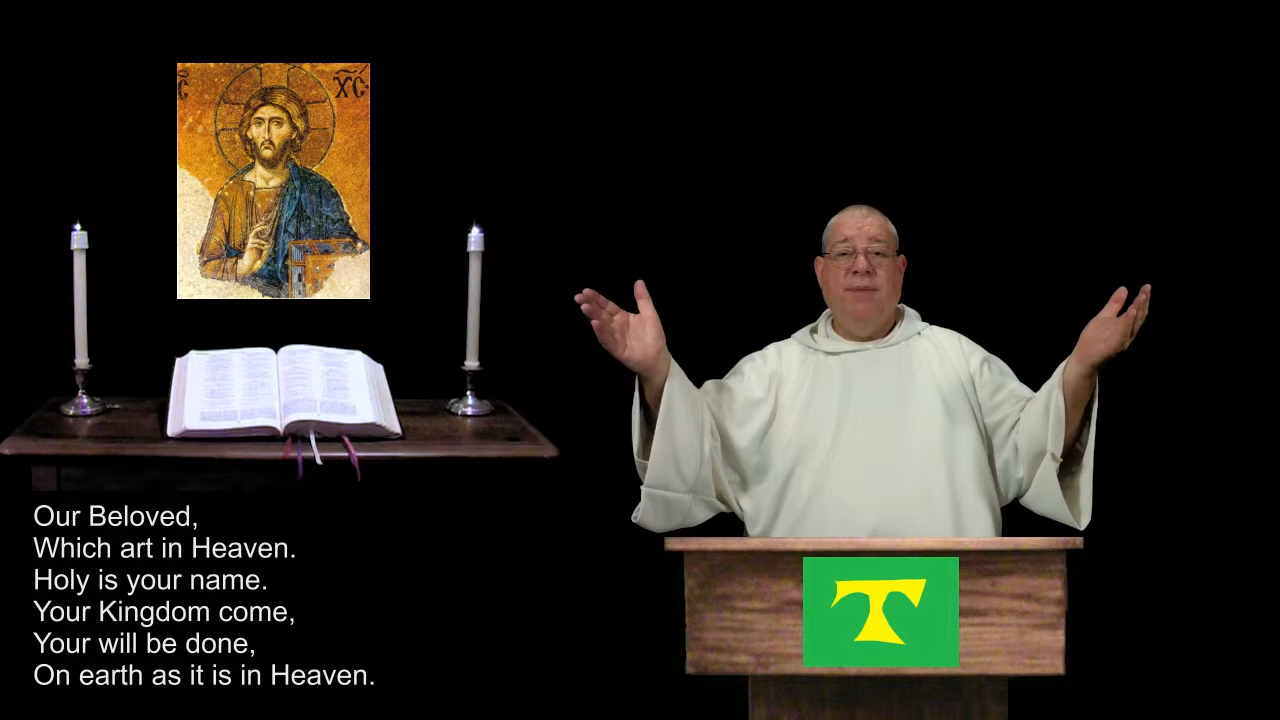 C
XC
Our Beloved,
Which art in Heaven.
Holy is your name.
Your Kingdom come,
Your will be done,
On earth as it is in Heaven.
T